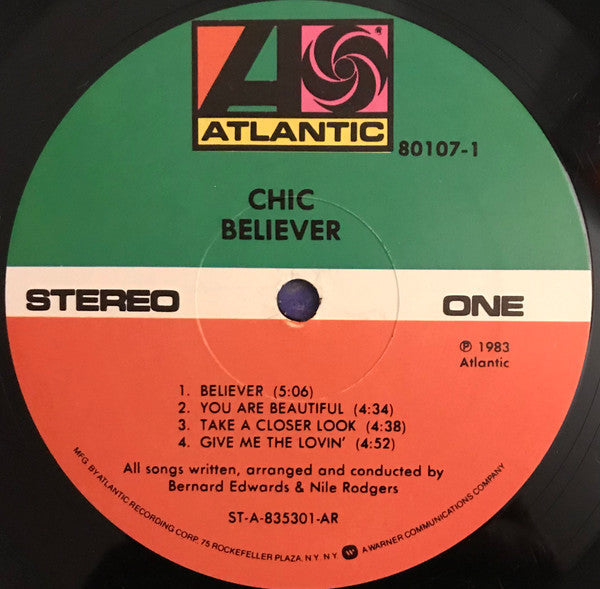 ATLANTIC
80107-1
CHIC
BELIEVER
STEREO
ONE
℗ 1983
Atlantic
1. BELIEVER (5:06)
2. YOU ARE BEAUTIFUL (4:34)
3. TAKE A CLOSER LOOK (4:38)
4. GIVE ME THE LOVIN' (4:52)
All songs written, arranged and conducted by
Bernard Edwards & Nile Rodgers
ST-A-835301-AR
MFG. BY ATLANTIC RECORDING CORP. 75 ROCKEFELLER PLAZA. N.Y. N.Y. A WARNER COMMUNICATIONS COMPANY